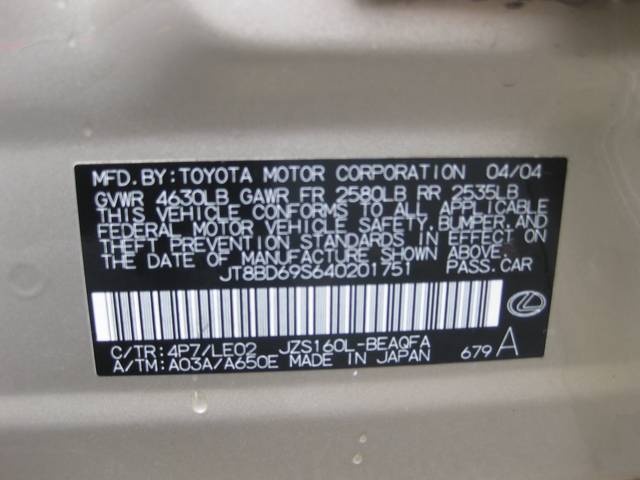 MFD.BY:TOYOTA MOTOR CORPORATION 04/04
GVWR 4630LB GAWR FR 2580LB RR 2535LB
THIS VEHICLE CONFORMS TO ALL APPLICABLE
FEDERAL MOTOR VEHICLE SAFETY,BUMPER,AND
THEFT PREVENTION STANDARDS IN EFFECT ON
THE DATE OF MANUFACTURE SHOWN ABOVE.
JT8BD69S640201751 PASS.CAR
C/TR:4P7/LE02 JZS160L-BEAQFA
A/TM:A03A/A650E MADE IN JAPAN 679 A